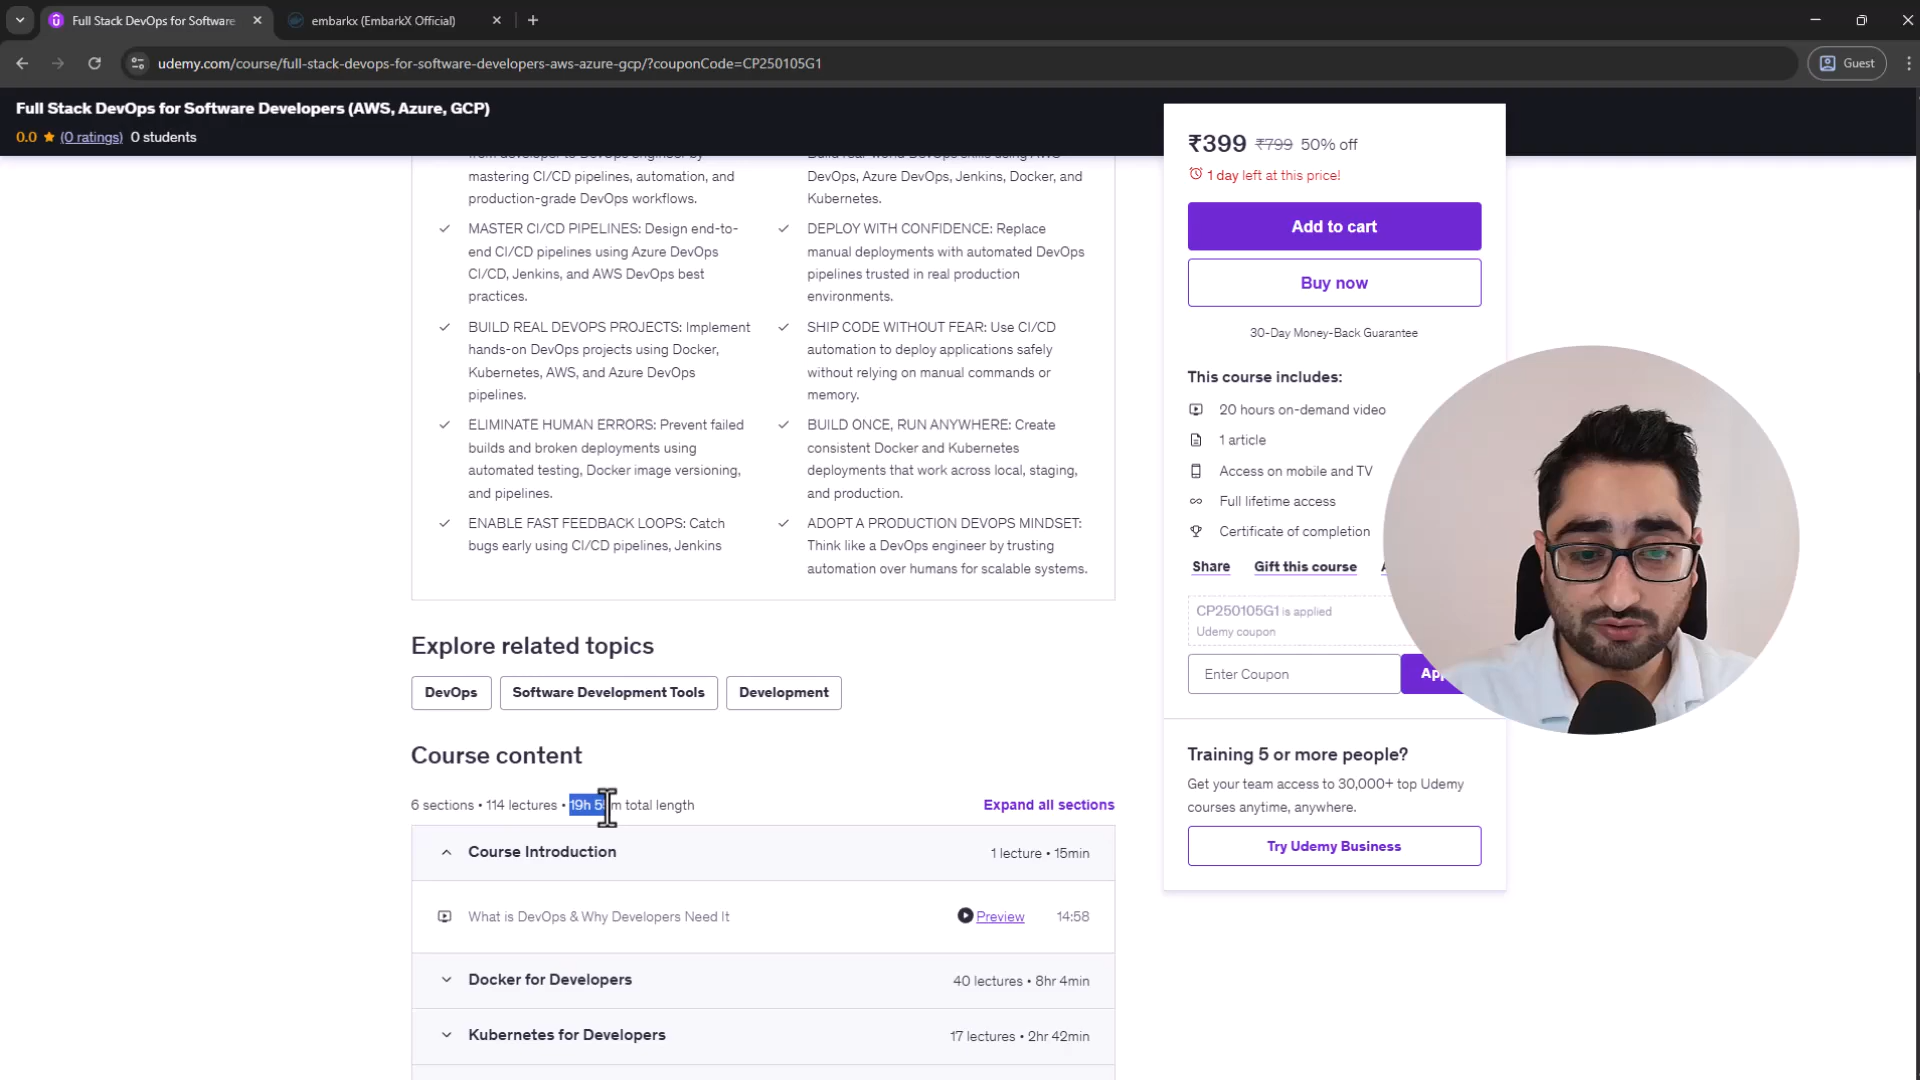 Full Stack DevOps for Software
embarkx (EmbarkX Official)
udemy.com/course/full-stack-devops-for-software-developers-aws-azure-gcp/?couponCode=CP250105G1
Guest
Full Stack DevOps for Software Developers (AWS, Azure, GCP)
0.0 ★ (0 ratings) 0 students
from developer to DevOps engineer by
mastering CI/CD pipelines, automation, and
production-grade DevOps workflows.
Build real-world DevOps skills using AWS
DevOps, Azure DevOps, Jenkins, Docker, and
Kubernetes.
MASTER CI/CD PIPELINES: Design end-to-
end CI/CD pipelines using Azure DevOps
CI/CD, Jenkins, and AWS DevOps best
practices.
DEPLOY WITH CONFIDENCE: Replace
manual deployments with automated DevOps
pipelines trusted in real production
environments.
BUILD REAL DEVOPS PROJECTS: Implement
hands-on DevOps projects using Docker,
Kubernetes, AWS, and Azure DevOps
pipelines.
SHIP CODE WITHOUT FEAR: Use CI/CD
automation to deploy applications safely
without relying on manual commands or
memory.
ELIMINATE HUMAN ERRORS: Prevent failed
builds and broken deployments using
automated testing, Docker image versioning,
and pipelines.
BUILD ONCE, RUN ANYWHERE: Create
consistent Docker and Kubernetes
deployments that work across local, staging,
and production.
ENABLE FAST FEEDBACK LOOPS: Catch
bugs early using CI/CD pipelines, Jenkins
ADOPT A PRODUCTION DEVOPS MINDSET:
Think like a DevOps engineer by trusting
automation over humans for scalable systems.
Explore related topics
DevOps
Software Development Tools
Development
Course content
6 sections • 114 lectures • 19h total length
Expand all sections
Course Introduction
1 lecture • 15min
What is DevOps & Why Developers Need It
Preview
14:58
Docker for Developers
40 lectures • 8hr 4min
Kubernetes for Developers
17 lectures • 2hr 42min
₹399 ₹799 50% off
1 day left at this price!
Add to cart
Buy now
30-Day Money-Back Guarantee
This course includes:
20 hours on-demand video
1 article
Access on mobile and TV
Full lifetime access
Certificate of completion
Share
Gift this course
CP250105G1 is applied
Udemy coupon
Enter Coupon
Training 5 or more people?
Get your team access to 30,000+ top Udemy
courses anytime, anywhere.
Try Udemy Business